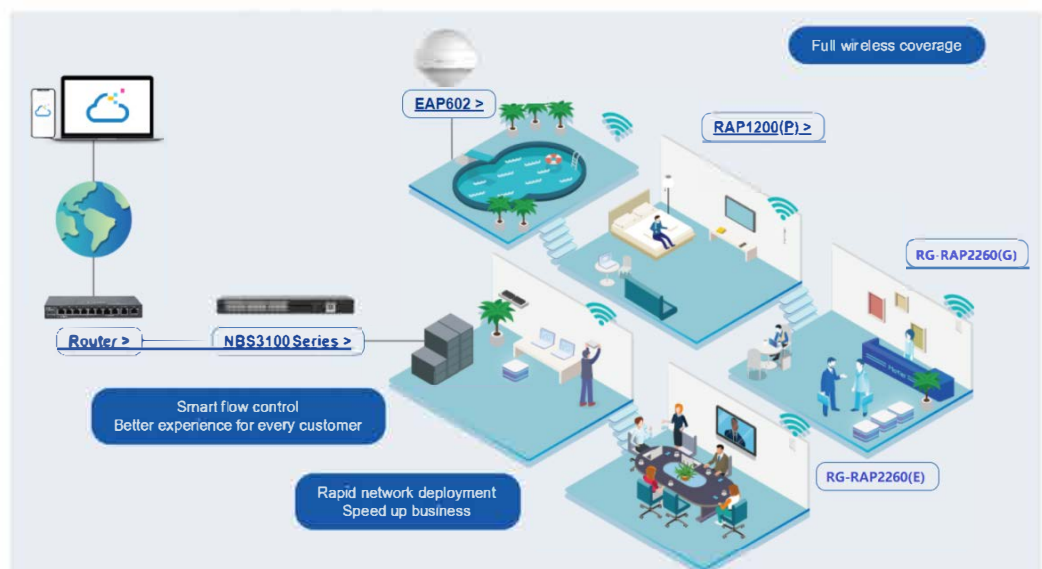 Full wireless coverage
EAP602 >
RAP1200(P) >
RG-RAP2260(G)
Router >
NBS3100 Series >
Smart flow control
Better experience for every customer
RG-RAP2260(E)
Rapid network deployment
Speed up business